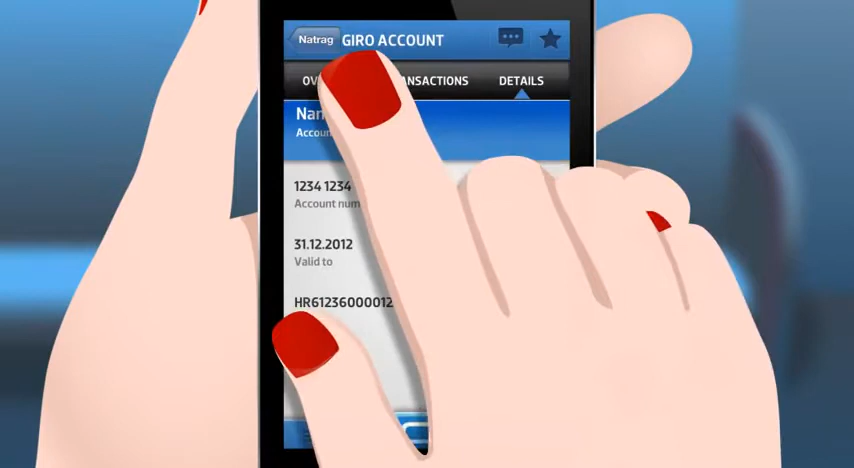 Natrag GIRO ACCOUNT
DETAILS
1234 1234
31.12.2012
Valid to
HR61236000012